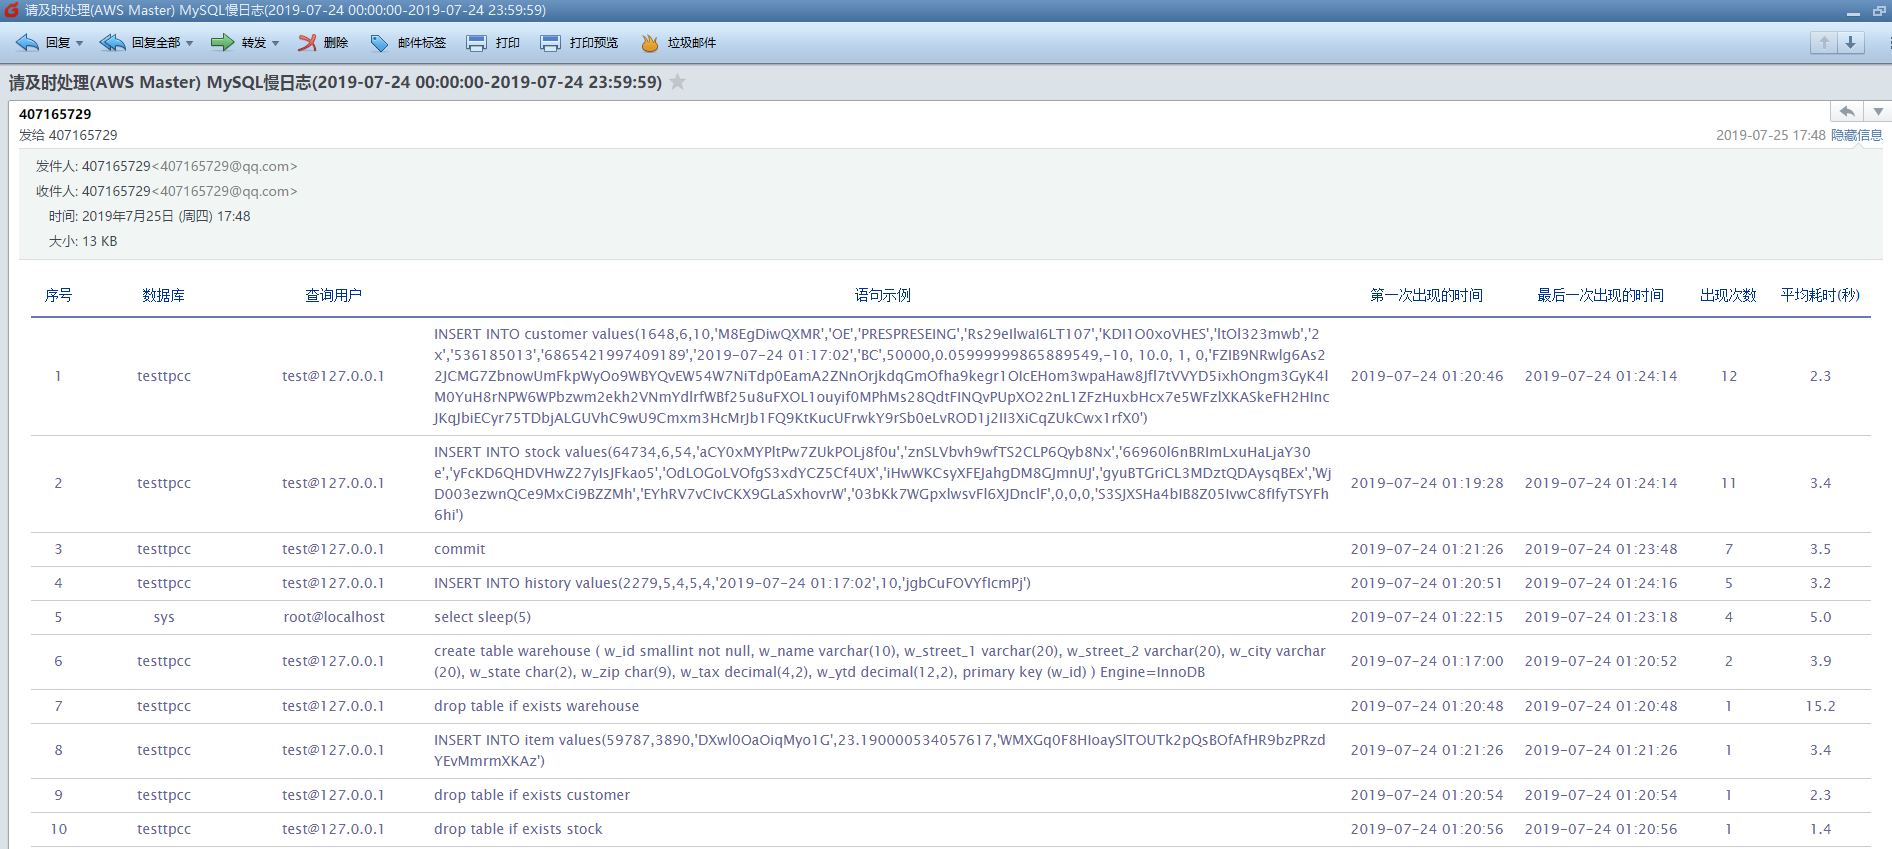 请及时处理(AWS Master) MySQL慢日志(2019-07-24 00:00:00-2019-07-24 23:59:59)
回复 回复全部 转发 删除 邮件标签 打印 打印预览 垃圾邮件
请及时处理(AWS Master) MySQL慢日志(2019-07-24 00:00:00-2019-07-24 23:59:59)
407165729
发给 407165729 2019-07-25 17:48 隐藏信息
发件人: 407165729<407165729@qq.com>
收件人: 407165729<407165729@qq.com>
时间: 2019年7月25日 (周四) 17:48
大小: 13 KB
序号 数据库 查询用户 语句示例 第一次出现的时间 最后一次出现的时间 出现次数 平均耗时(秒)
INSERT INTO customer values(1648,6,10,'M8EgDiwQXMR','OE','PRESPRESEING','Rs29eIlwaI6LT107','KDI1O0xoVHES','ltOl323mwb','2
x','536185013','6865421997409189','2019-07-24 01:17:02','BC',50000,0.05999999865889549,-10, 10.0, 1, 0,'FZIB9NRwlg6As2
2JCMG7ZbnowUmFkpWyOo9WBYQvEW54W7NiTdp0EamA2ZNnOrjkdqGmOfha9kegr1OIcEHom3wpaHaw8Jfl7tVVYD5ixhOngm3GyK4l
1 testtpcc test@127.0.0.1 2019-07-24 01:20:46 2019-07-24 01:24:14 12 2.3
M0YuH8rNPW6WPbzwm2ekh2VNmYdlrfWBf25u8uFXOL1ouyif0MPhMs28QdtFINQvPUpXO22nL1ZFzHuxbHcx7e5WFzlXKASkeFH2HInc
JKqJbiECyr75TDbjALGUVhC9wU9Cmxm3HcMrJb1FQ9KtKucUFrwkY9rSb0eLvROD1j2II3XiCqZUkCwx1rfX0')
INSERT INTO stock values(64734,6,54,'aCY0xMYPltPw7ZUkPOLj8f0u','znSLVbvh9wfTS2CLP6Qyb8Nx','66960l6nBRImLxuHaLjaY30
e','yFcKD6QHDVHwZ27yIsJFkao5','OdLOGoLVOfgS3xdYCZ5Cf4UX','iHwWKCsyXFEJahgDM8GJmnUJ','gyuBTGriCL3MDztQDAysqBEx','Wj
2 testtpcc test@127.0.0.1 2019-07-24 01:19:28 2019-07-24 01:24:14 11 3.4
D003ezwnQCe9MxCi9BZZMh','EYhRV7vCIvCKX9GLaSxhovrW','03bKk7WGpxlwsvFl6XJDnclF',0,0,0,'S3SJXSHa4bIB8Z05IvwC8fIfyTSYFh
6hi')
3 testtpcc test@127.0.0.1 commit 2019-07-24 01:21:26 2019-07-24 01:23:48 7 3.5
4 testtpcc test@127.0.0.1 INSERT INTO history values(2279,5,4,5,4,'2019-07-24 01:17:02',10,'jgbCuFOVYfIcmPj') 2019-07-24 01:20:51 2019-07-24 01:24:16 5 3.2
5 sys root@localhost select sleep(5) 2019-07-24 01:22:15 2019-07-24 01:23:18 4 5.0
create table warehouse ( w_id smallint not null, w_name varchar(10), w_street_1 varchar(20), w_street_2 varchar(20), w_city varchar
6 testtpcc test@127.0.0.1 2019-07-24 01:17:00 2019-07-24 01:20:52 2 3.9
(20), w_state char(2), w_zip char(9), w_tax decimal(4,2), w_ytd decimal(12,2), primary key (w_id) ) Engine=InnoDB
7 testtpcc test@127.0.0.1 drop table if exists warehouse 2019-07-24 01:20:48 2019-07-24 01:20:48 1 15.2
INSERT INTO item values(59787,3890,'DXwl0OaOiqMyo1G',23.190000534057617,'WMXGq0F8HIoaySlTOUTk2pQsBOfAfHR9bzPRzd
8 testtpcc test@127.0.0.1 2019-07-24 01:21:26 2019-07-24 01:21:26 1 3.4
YEvMmrmXKAz')
9 testtpcc test@127.0.0.1 drop table if exists customer 2019-07-24 01:20:54 2019-07-24 01:20:54 1 2.3
10 testtpcc test@127.0.0.1 drop table if exists stock 2019-07-24 01:20:56 2019-07-24 01:20:56 1 1.4